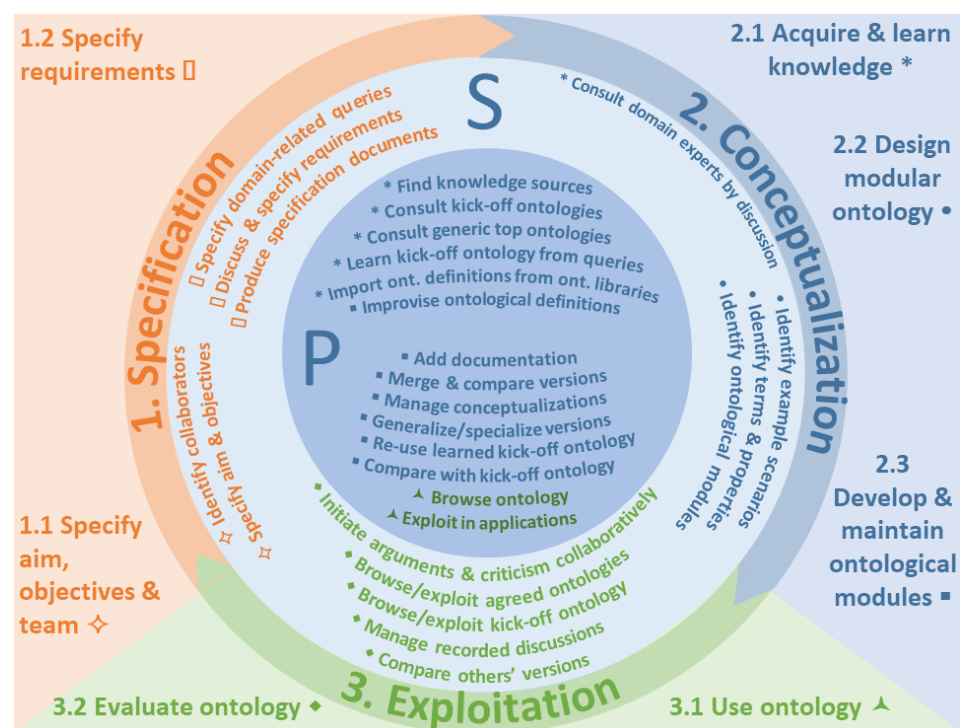 1.2 Specify
requirements ▯
2.1 Acquire & learn
knowledge *
2.2 Design
modular
ontology •
2.3
Develop &
maintain
ontological
modules ▪
1.1 Specify
aim,
objectives &
team ✧
3.2 Evaluate ontology ◆
3.1 Use ontology ⮝
1. Specification
2. Conceptualization
3. Exploitation
S
▯ Specify domain-related queries
▯ Discuss & specify requirements
▯ Produce specification documents
✧ Identify collaborators
✧ Specify aim & objectives
* Consult domain experts by discussion
• Identify example scenarios
• Identify terms & properties
• Identify ontological modules
P
* Find knowledge sources
* Consult kick-off ontologies
* Consult generic top ontologies
* Learn kick-off ontology from queries
* Import ont. definitions from ont. libraries
▪ Improvise ontological definitions
▪ Add documentation
▪ Merge & compare versions
▪ Manage conceptualizations
▪ Generalize/specialize versions
▪ Re-use learned kick-off ontology
▪ Compare with kick-off ontology
⮝ Browse ontology
⮝ Exploit in applications
◆ Initiate arguments & criticism collaboratively
◆ Browse/exploit agreed ontologies
◆ Browse/exploit kick-off ontology
◆ Manage recorded discussions
◆ Compare others' versions